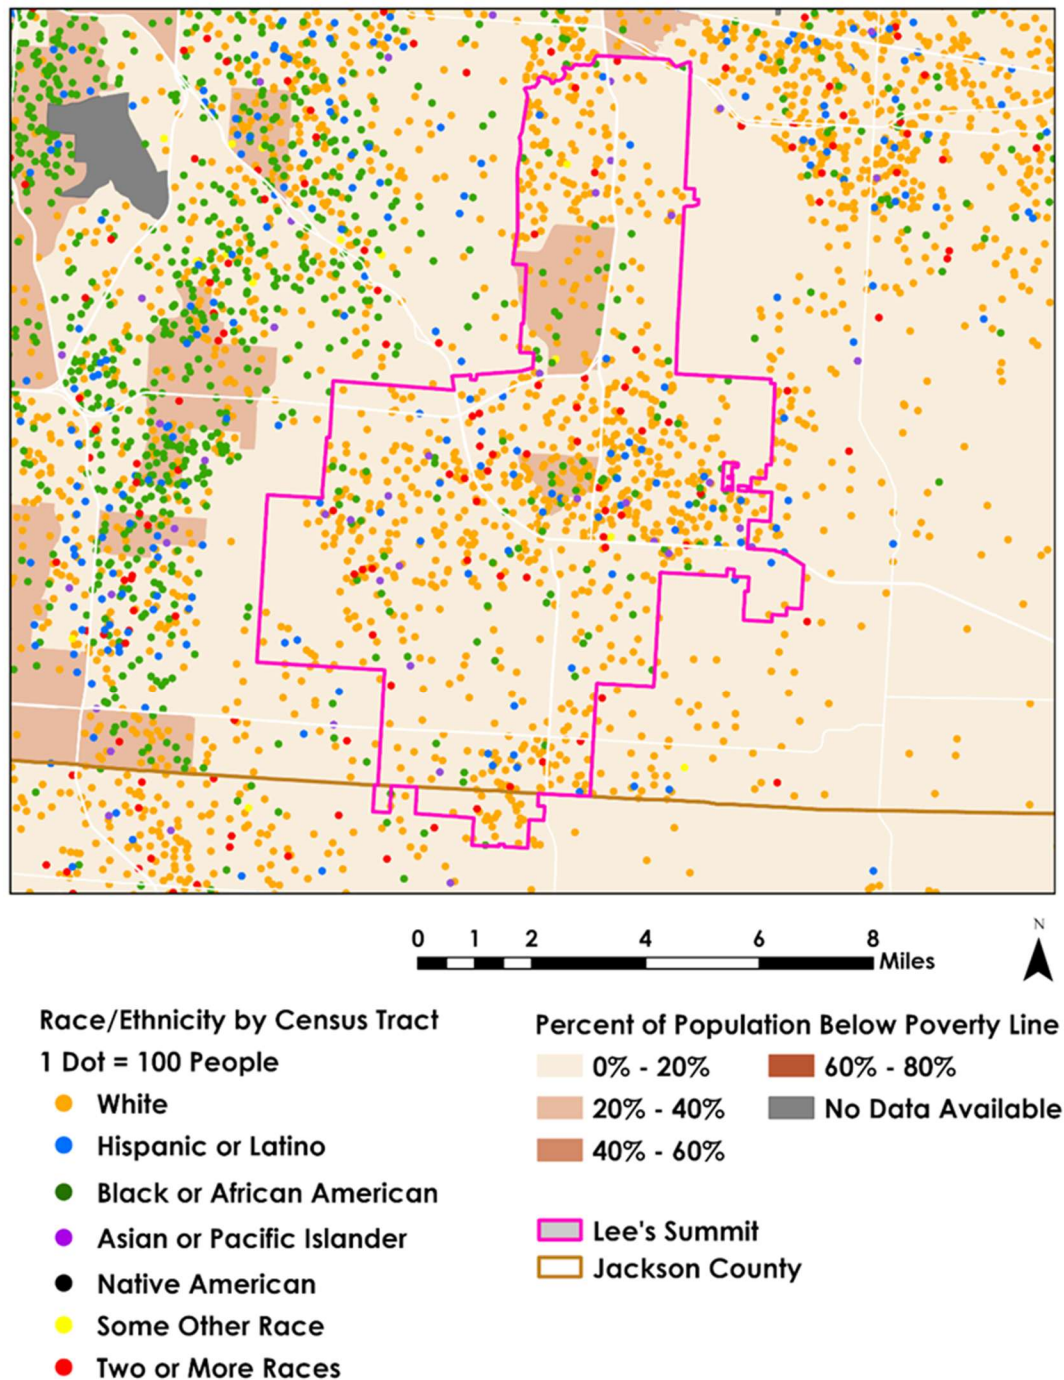 N
0 1 2 4 6 8
Miles
Race/Ethnicity by Census Tract
1 Dot = 100 People
White
Hispanic or Latino
Black or African American
Asian or Pacific Islander
Native American
Some Other Race
Two or More Races
Percent of Population Below Poverty Line
0% - 20%
20% - 40%
40% - 60%
60% - 80%
No Data Available
Lee's Summit
Jackson County